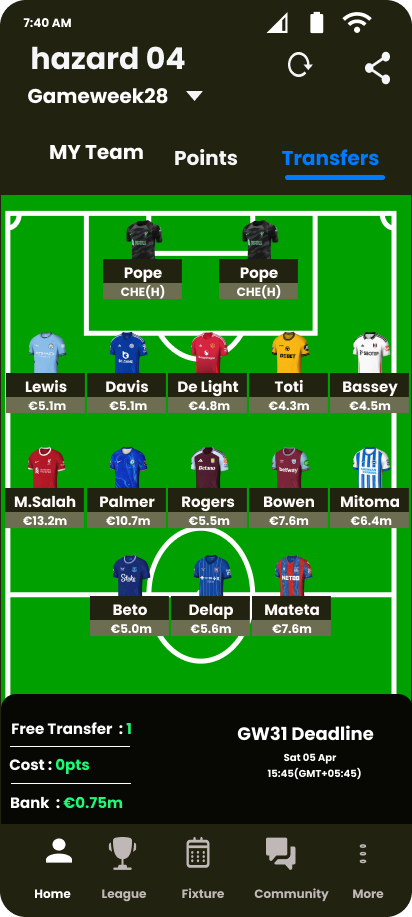 7:40 AM
hazard 04
Gameweek28
MY Team Points Transfers
Pope Pope
CHE(H) CHE(H)
Lewis Davis De Light Toti Bassey
€5.1m €5.1m €4.8m €4.3m €4.5m
M.Salah Palmer Rogers Bowen Mitoma
€13.2m €10.7m €5.5m €7.6m €6.4m
Beto Delap Mateta
€5.0m €5.6m €7.6m
Free Transfer : 1
Cost : 0pts
Bank : €0.75m
GW31 Deadline
Sat 05 Apr
15:45(GMT+05:45)
Home League Fixture Community More